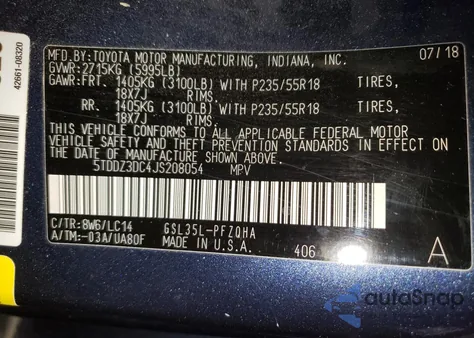 MFD. BY: TOYOTA MOTOR MANUFACTURING, INDIANA, INC. 07/18
GVWR: 2715KG (5995LB)
GAWR: FRT. 1405KG (3100LB) WITH P235/55R18 TIRES,
18X7J RIMS
RR. 1405KG (3100LB) WITH P235/55R18 TIRES,
18X7J RIMS.
THIS VEHICLE CONFORMS TO ALL APPLICABLE FEDERAL MOTOR
VEHICLE SAFETY AND THEFT PREVENTION STANDARDS IN EFFECT ON
THE DATE OF MANUFACTURE SHOWN ABOVE.
5TDDZ3DC4JS208054 MPV
C/TR: 8W6/LC14 GSL35L-PFZQHA
A/TM: -03A/UA80F MADE IN U.S.A. 406 A
42661-08320
autoSnap